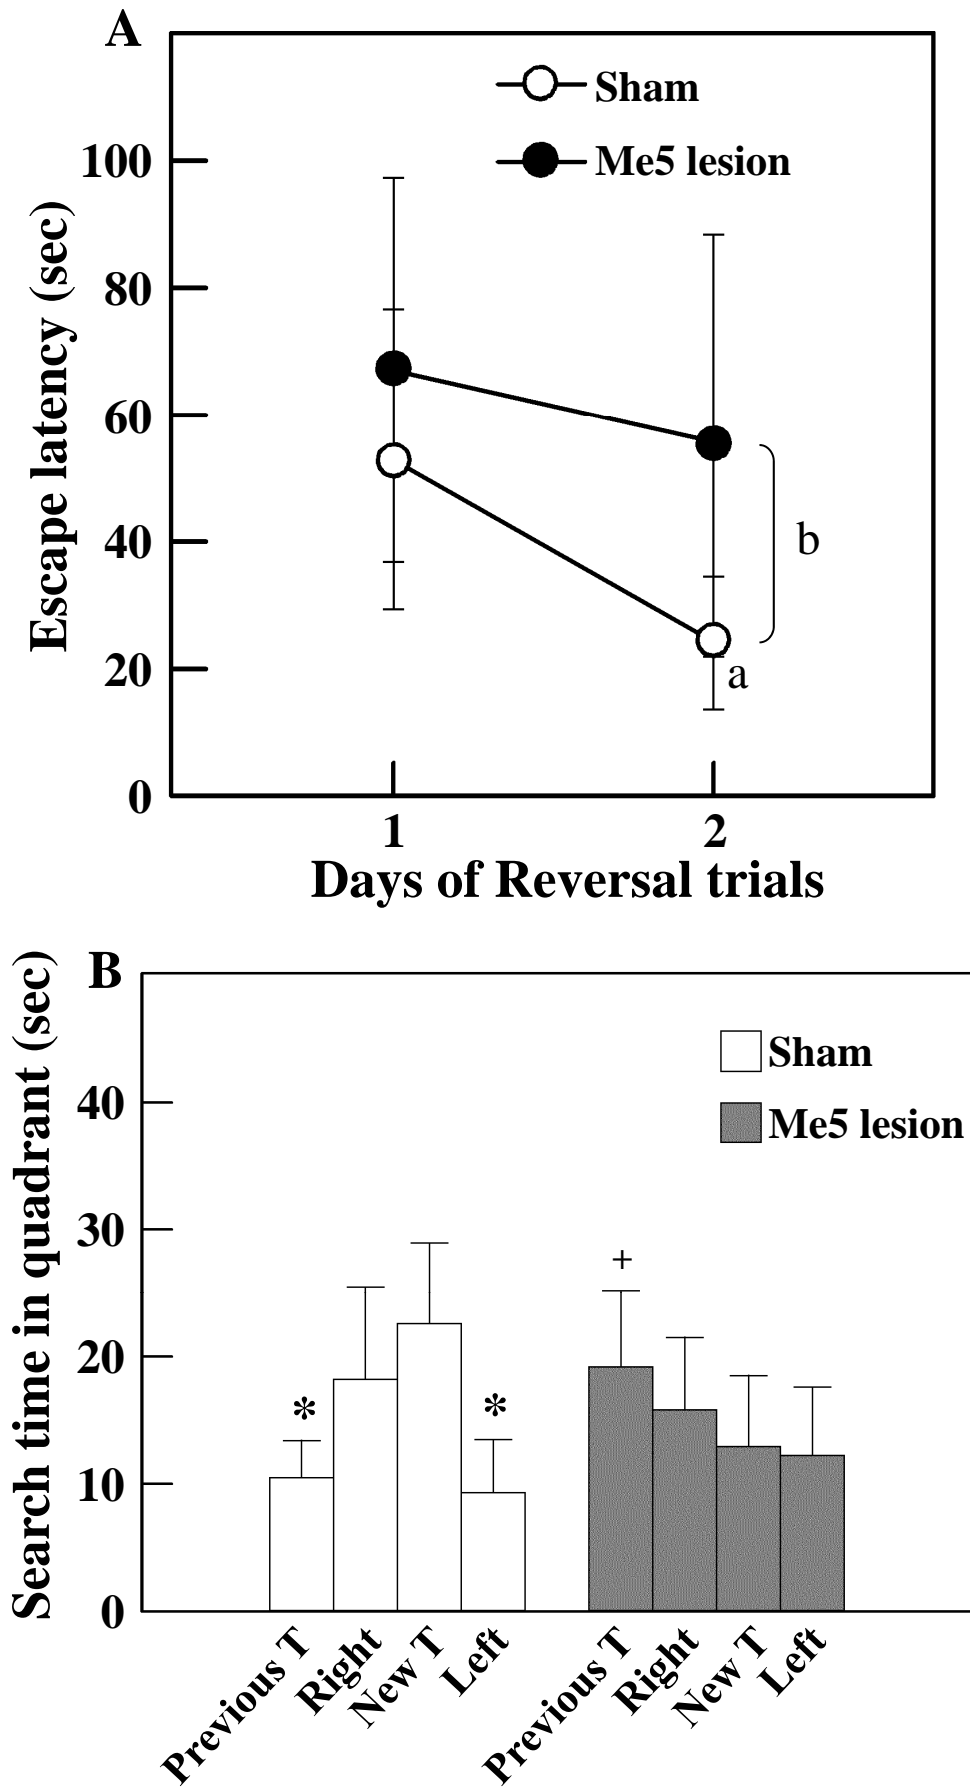 A
Sham
Me5 lesion
Escape latency (sec)
100
80
60
40
20
0
b
a
1
2
Days of Reversal trials
B
Sham
Me5 lesion
Search time in quadrant (sec)
40
30
20
10
0
*
*
+
Previous T
Right
New T
Left
Previous T
Right
New T
Left